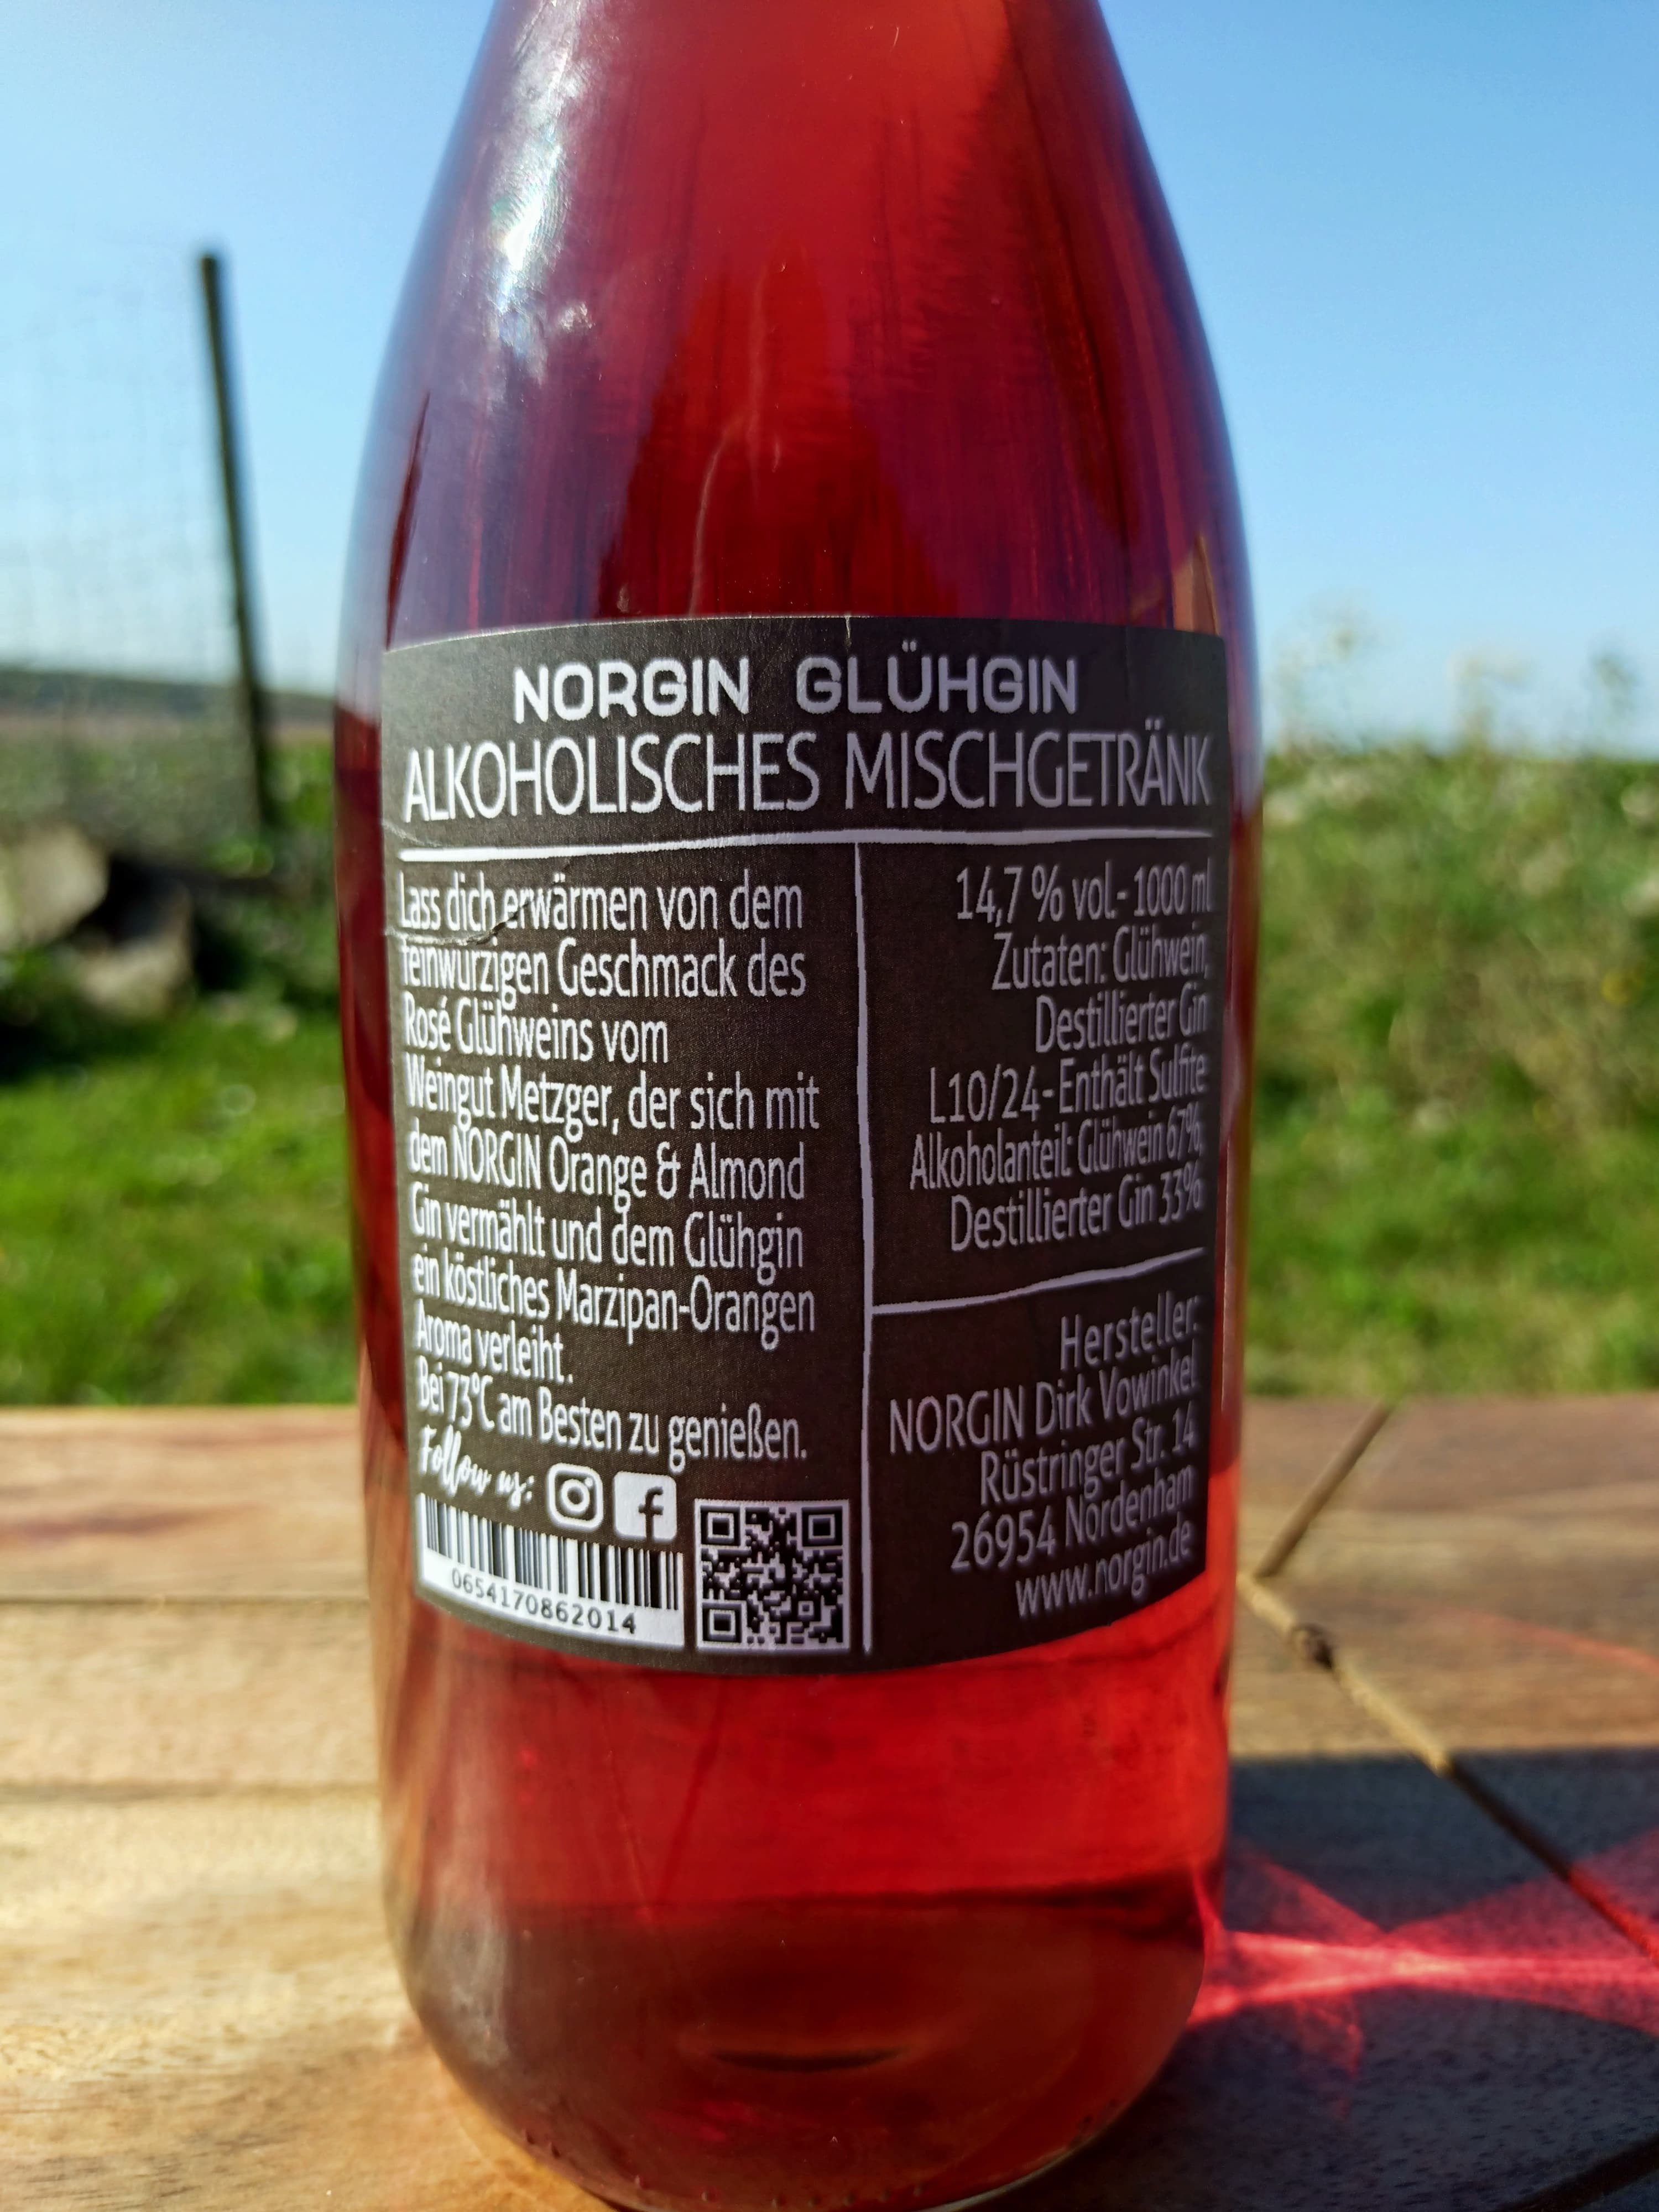 NORGIN GLÜHGIN
ALKOHOLISCHES MISCHGETRÄNK
Lass dich erwärmen von dem
feinwürzigen Geschmack des
Rosé Glühweins vom
Weingut Metzger, der sich mit
dem NORGIN Orange & Almond
Gin vermählt und dem Glühgin
ein köstliches Marzipan-Orangen
Aroma verleiht.
Bei 73°C am Besten zu genießen.
Follow us:
0654170862014
14,7 % vol.- 1000 ml
Zutaten: Glühwein,
Destillierter Gin
L10/24- Enthält Sulfite
Alkoholanteil: Glühwein 67%,
Destillierter Gin 33%
Hersteller:
NORGIN Dirk Vowinkel
Rüstringer Str. 14
26954 Nordenham
www.norgin.de